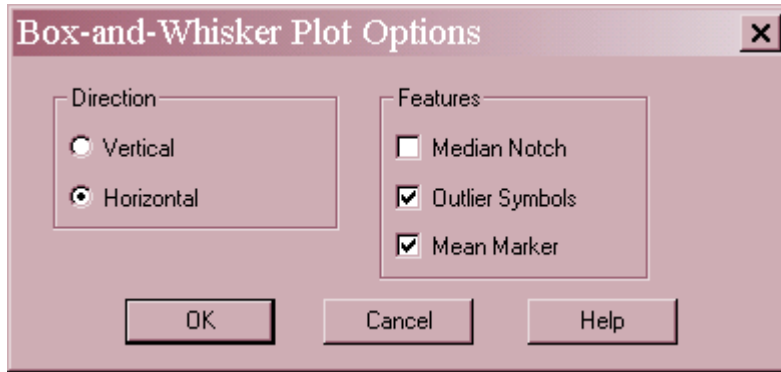 Box-and-Whisker Plot Options
Direction
Vertical
Horizontal
Features
Median Notch
Outlier Symbols
Mean Marker
OK
Cancel
Help